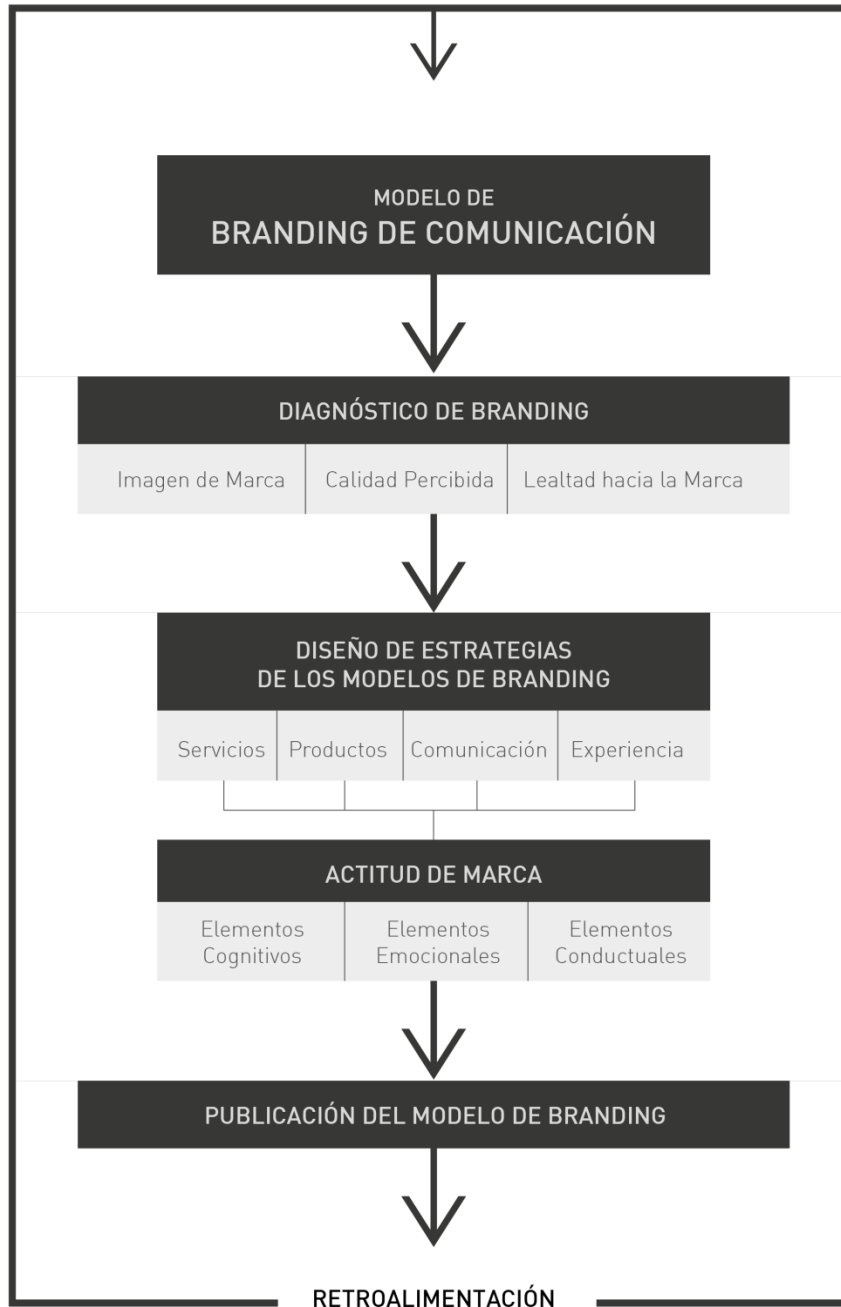 MODELO DE
BRANDING DE COMUNICACIÓN
DIAGNÓSTICO DE BRANDING
Imagen de Marca
Calidad Percibida
Lealtad hacia la Marca
DISEÑO DE ESTRATEGIAS
DE LOS MODELOS DE BRANDING
Servicios
Productos
Comunicación
Experiencia
ACTITUD DE MARCA
Elementos
Cognitivos
Elementos
Emocionales
Elementos
Conductuales
PUBLICACIÓN DEL MODELO DE BRANDING
RETROALIMENTACIÓN